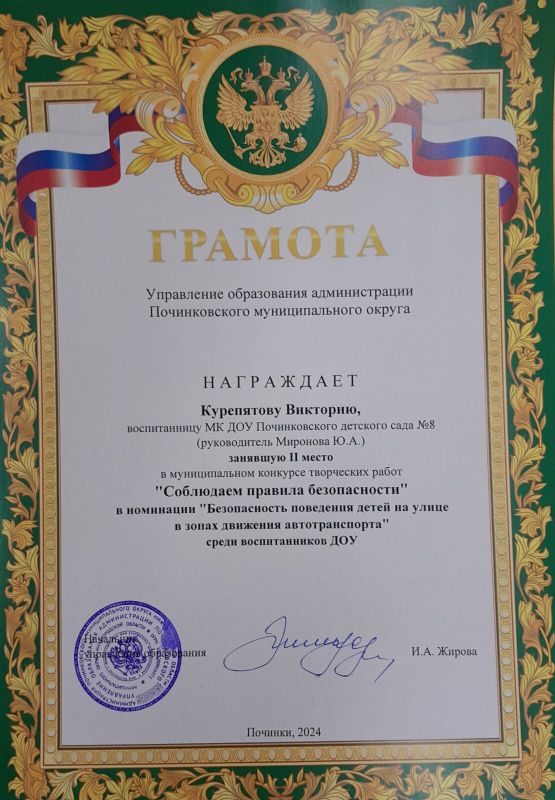 ГРАМОТА
Управление образования администрации
Починковского муниципального округа
НАГРАЖДАЕТ
Курепятову Викторию,
воспитанницу МК ДОУ Починковского детского сада №8
(руководитель Миронова Ю.А.)
занявшую II место
в муниципальном конкурсе творческих работ
"Соблюдаем правила безопасности"
в номинации "Безопасность поведения детей на улице
в зонах движения автотранспорта"
среди воспитанников ДОУ
Начальник
управления образования
И.А. Жирова
Починки, 2024